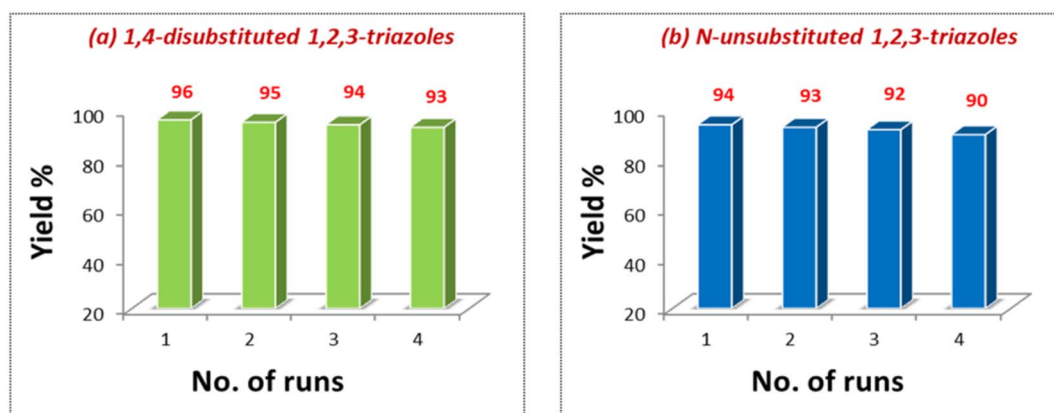 (a) 1,4-disubstituted 1,2,3-triazoles
96 95 94 93
100
80
60
40
20
Yield %
1 2 3 4
No. of runs
(b) N-unsubstituted 1,2,3-triazoles
94 93 92 90
100
80
60
40
20
Yield %
1 2 3 4
No. of runs